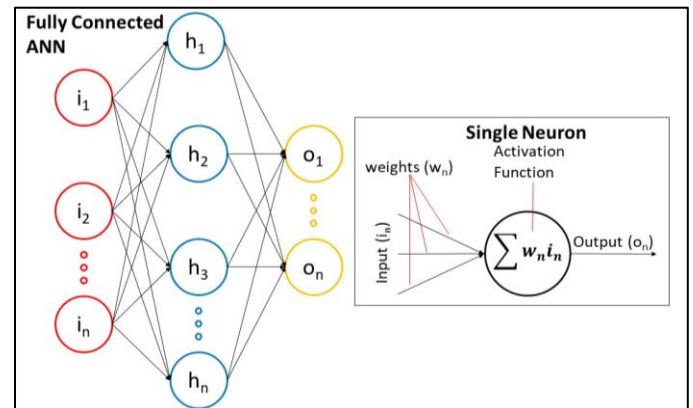 Fully Connected
ANN
h₁
i₁
h₂
o₁
i₂
h₃
oₙ
iₙ
hₙ
Single Neuron
Activation
Function
weights (wₙ)
Input (iₙ)
∑ wₙiₙ
Output (oₙ)